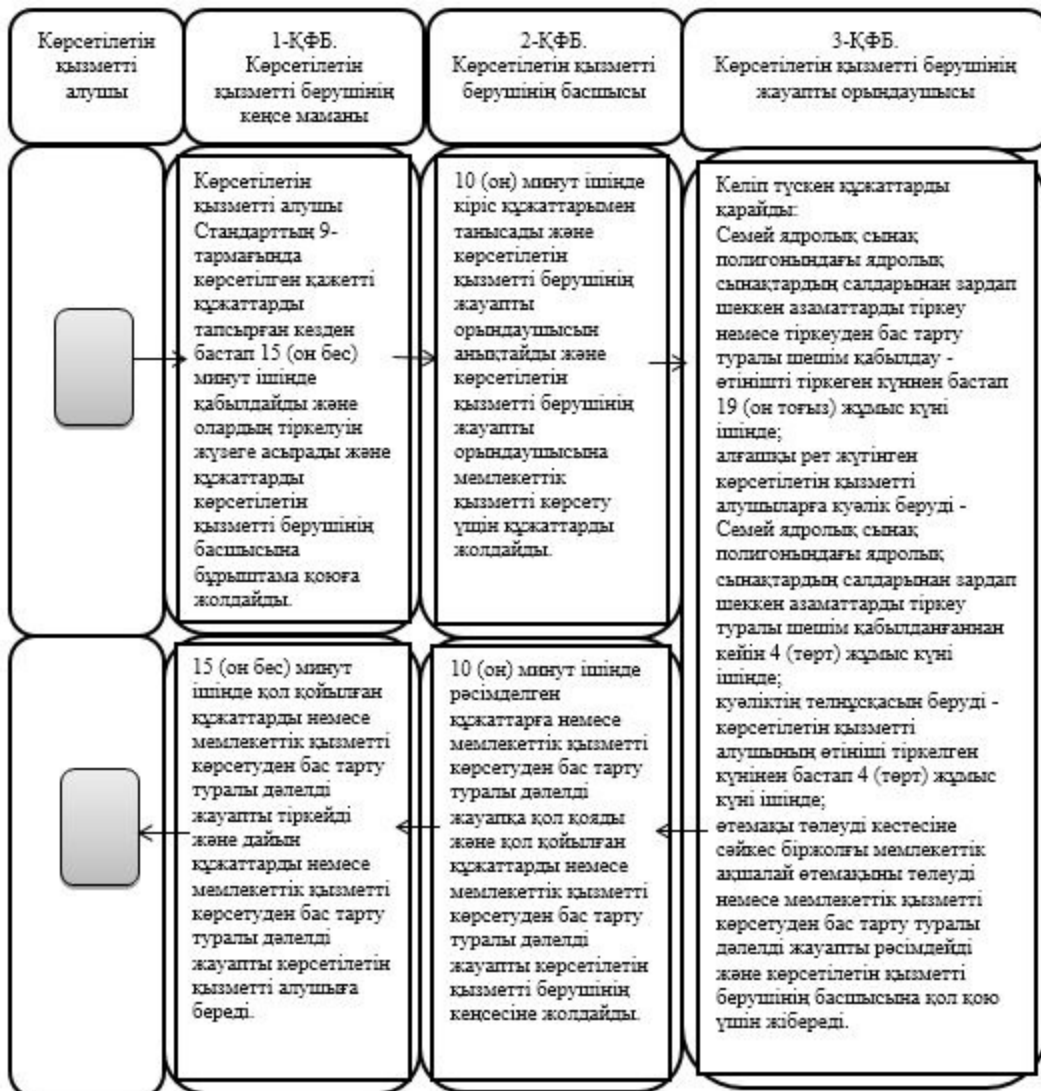 Көрсетілетін
қызметті
алушы
1-ҚФБ.
Көрсетілетін
қызметті берушінің
кеңсе маманы
2-ҚФБ.
Көрсетілетін қызметті
берушінің басшысы
3-ҚФБ.
Көрсетілетін қызметті берушінің
жауапты орындаушысы
Көрсетілетін
қызметті алушы
Стандарттың 9-
тармағында
көрсетілген қажетті
құжаттарды
тапсырған кезден
бастап 15 (он бес)
минут ішінде
қабылдайды және
олардың тіркелуін
жүзеге асырады және
құжаттарды
көрсетілетін
қызметті берушінің
басшысына
бұрыштама қоюға
жолдайды.
10 (он) минут ішінде
кіріс құжаттарымен
танысады және
көрсетілетін
қызметті берушінің
жауапты
орындаушысын
анықтайды және
көрсетілетін
қызметті берушінің
жауапты
орындаушысына
мемлекеттік
қызметті көрсету
үщін құжаттарды
жолдайды.
Келіп түскен құжаттарды
қарайды:
Семей ядролық сынақ
полигонындағы ядролық
сынақтардың салдарынан зардап
шеккен азаматтарды тіркеу
немесе тіркеуден бас тарту
туралы шешім қабылдау -
өтінішті тіркеген күннен бастап
19 (он тоғыз) жұмыс күні
ішінде;
алғашқы рет жүгінген
көрсетілетін қызметті
алушыларға куәлік беруді -
Семей ядролық сынақ
полигонындағы ядролық
сынақтардың салдарынан зардап
шеккен азаматтарды тіркеу
туралы шешім қабылданғаннан
кейін 4 (төрт) жұмыс күні
ішінде;
куәліктің телнұсқасын беруді -
көрсетілетін қызметті
алушының өтініші тіркелген
күнінен бастап 4 (төрт) жұмыс
күні ішінде;
өтемақы төлеуді кестесіне
сәйкес біржолғы мемлекеттік
ақшалай өтемақыны төлеуді
немесе мемлекеттік қызметті
көрсетуден бас тарту туралы
дәлелді жауапты рәсімдейді
және көрсетілетін қызметті
берушінің басшысына қол қою
үшін жібереді.
15 (он бес) минут
ішінде қол қойылған
құжаттарды немесе
мемлекеттік қызметті
көрсетуден бас тарту
туралы дәлелді
жауапты тіркейді
және дайын
құжаттарды немесе
мемлекеттік қызметті
көрсетуден бас тарту
туралы дәлелді
жауапты көрсетілетін
қызметті алушыға
береді.
10 (он) минут ішінде
рәсімделген
құжаттарға немесе
мемлекеттік қызметті
көрсетуден бас тарту
туралы дәлелді
жауапқа қол қояды
және қол қойылған
құжаттарды немесе
мемлекеттік қызметті
көрсетуден бас тарту
туралы дәлелді
жауапты көрсетілетін
қызметті берушінің
кеңсесіне жолдайды.